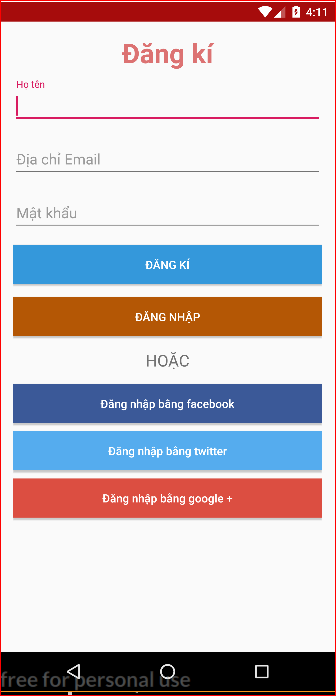 4:11
Đăng kí
Họ tên
Địa chỉ Email
Mật khẩu
ĐĂNG KÍ
ĐĂNG NHẬP
HOẶC
Đăng nhập bằng facebook
Đăng nhập bằng twitter
Đăng nhập bằng google +
free for personal use